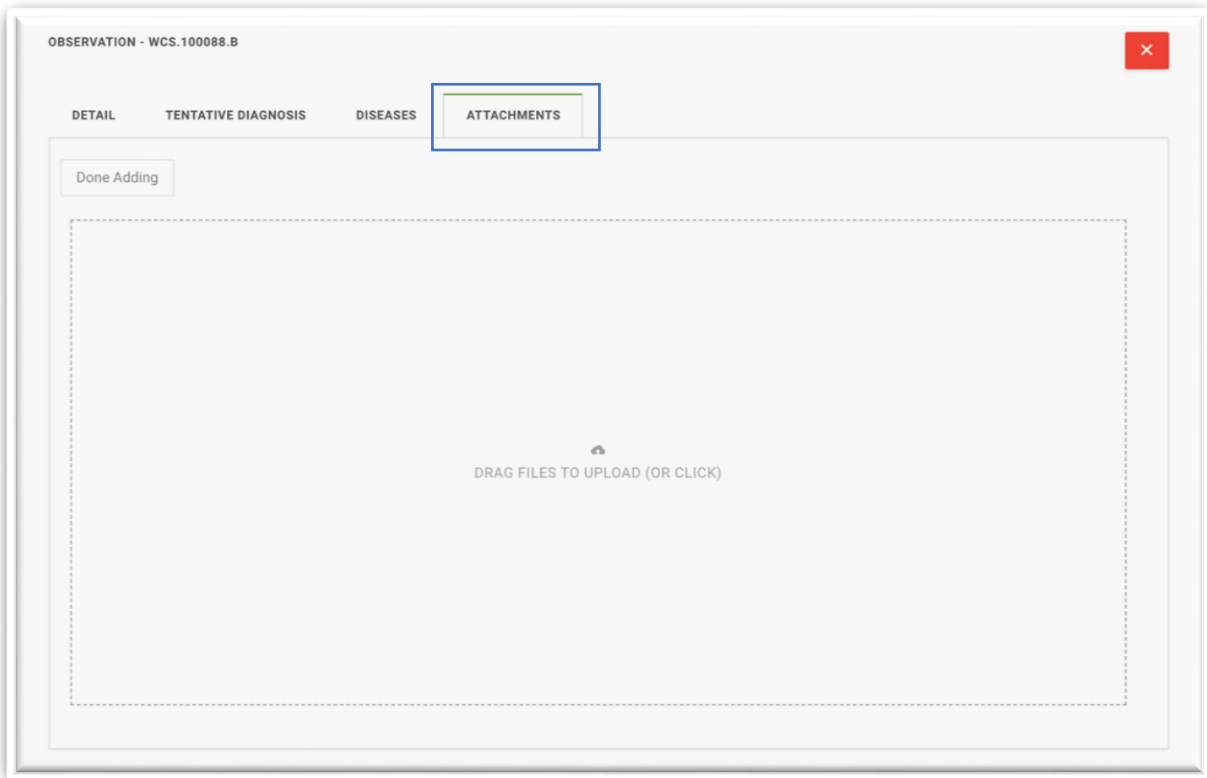 OBSERVATION - WCS.100088.B
DETAIL TENTATIVE DIAGNOSIS DISEASES ATTACHMENTS
Done Adding
DRAG FILES TO UPLOAD (OR CLICK)